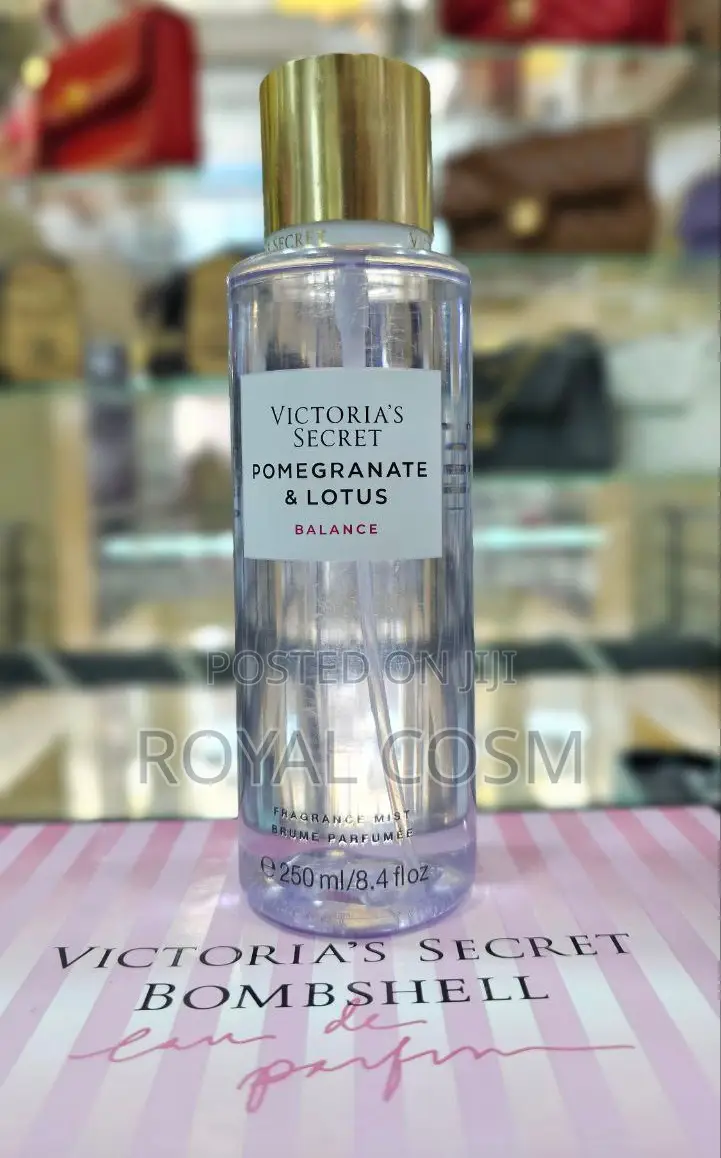 VICTORIA'S
SECRET
POMEGRANATE
& LOTUS
BALANCE
POSTED ON JIJI
ROYAL COSM
FRAGRANCE MIST
BRUME PARFUMÉE
℮ 250 ml/8.4 fl oz
VICTORIA'S SECRET
BOMBSHELL
eau de
parfum